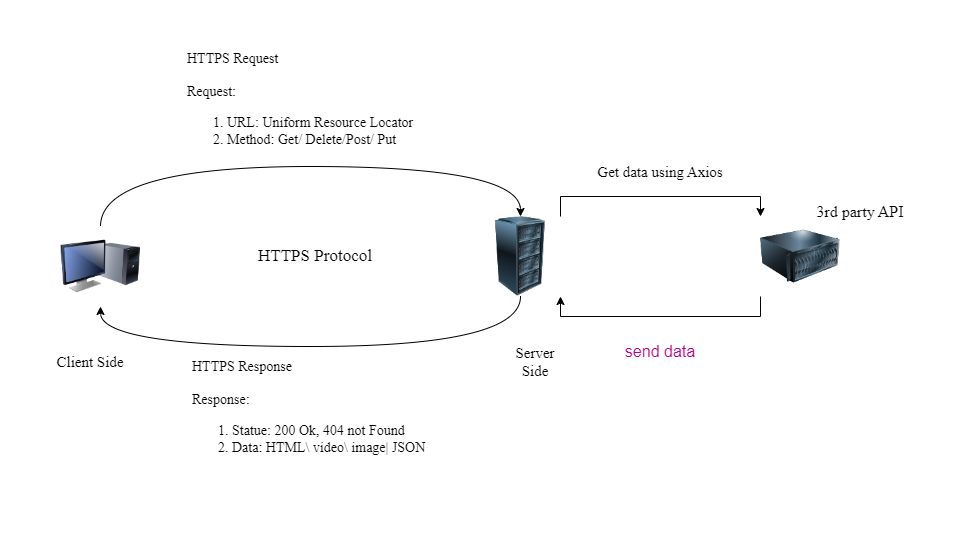 HTTPS Request
Request:
1. URL: Uniform Resource Locator
2. Method: Get/ Delete/Post/ Put
Get data using Axios
3rd party API
HTTPS Protocol
Client Side
HTTPS Response
Server
Side
send data
Response:
1. Statue: 200 Ok, 404 not Found
2. Data: HTML\ video\ image| JSON